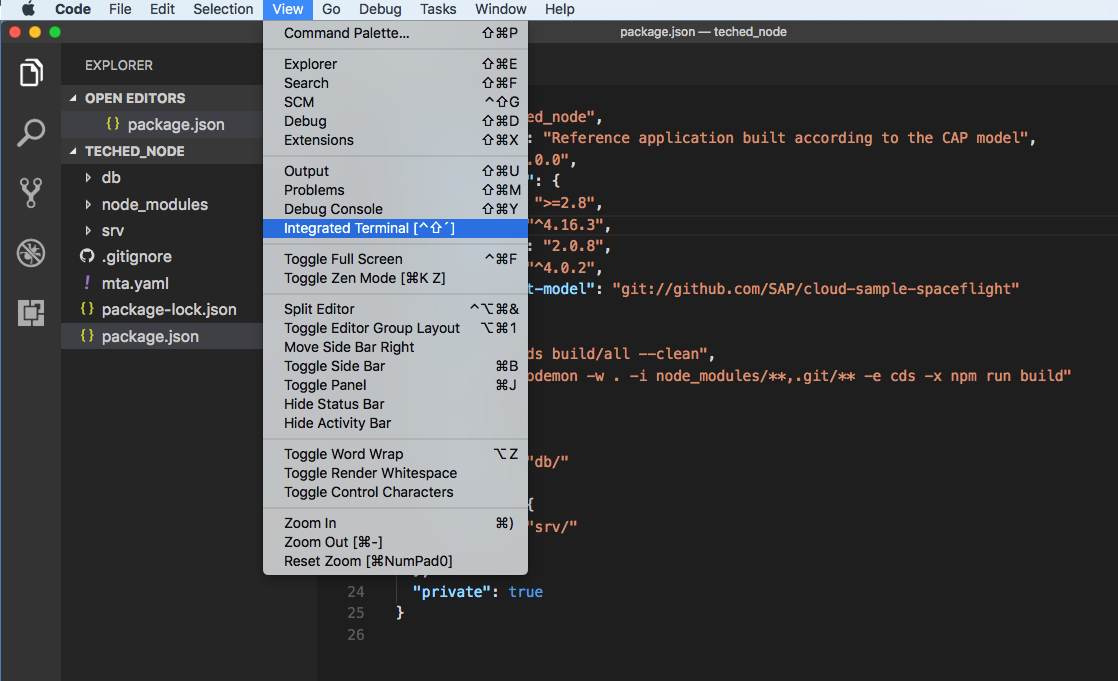 Code File Edit Selection View Go Debug Tasks Window Help
package.json — teched_node
EXPLORER
OPEN EDITORS
{} package.json
TECHED_NODE
db
node_modules
srv
.gitignore
! mta.yaml
{} package-lock.json
{} package.json
Command Palette... ⇧⌘P
Explorer ⇧⌘E
Search ⇧⌘F
SCM ^⇧G
Debug ⇧⌘D
Extensions ⇧⌘X
Output ⇧⌘U
Problems ⇧⌘M
Debug Console ⇧⌘Y
Integrated Terminal [^⇧´]
Toggle Full Screen ^⌘F
Toggle Zen Mode [⌘K Z]
Split Editor ^⌥⌘&
Toggle Editor Group Layout ⌥⌘1
Move Side Bar Right
Toggle Side Bar ⌘B
Toggle Panel ⌘J
Hide Status Bar
Hide Activity Bar
Toggle Word Wrap ⌥Z
Toggle Render Whitespace
Toggle Control Characters
Zoom In ⌘)
Zoom Out [⌘-]
Reset Zoom [⌘NumPad0]
ed_node",
: "Reference application built according to the CAP model",
.0.0",
": {
">=2.8",
"^4.16.3",
: "2.0.8",
"^4.0.2",
t-model": "git://github.com/SAP/cloud-sample-spaceflight"
ds build/all --clean",
odemon -w . -i node_modules/**,.git/** -e cds -x npm run build"
"db/"
{
"srv/"
24 "private": true
25 }
26